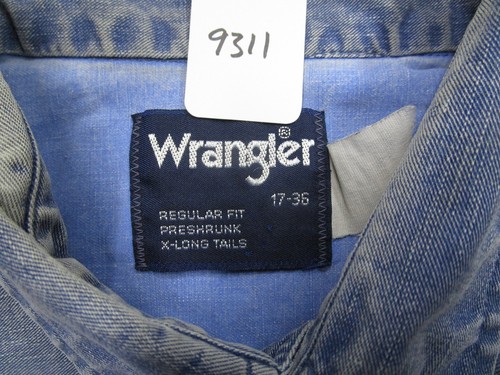 9311
Wrangler®
17-36
REGULAR FIT
PRESHRUNK
X-LONG TAILS